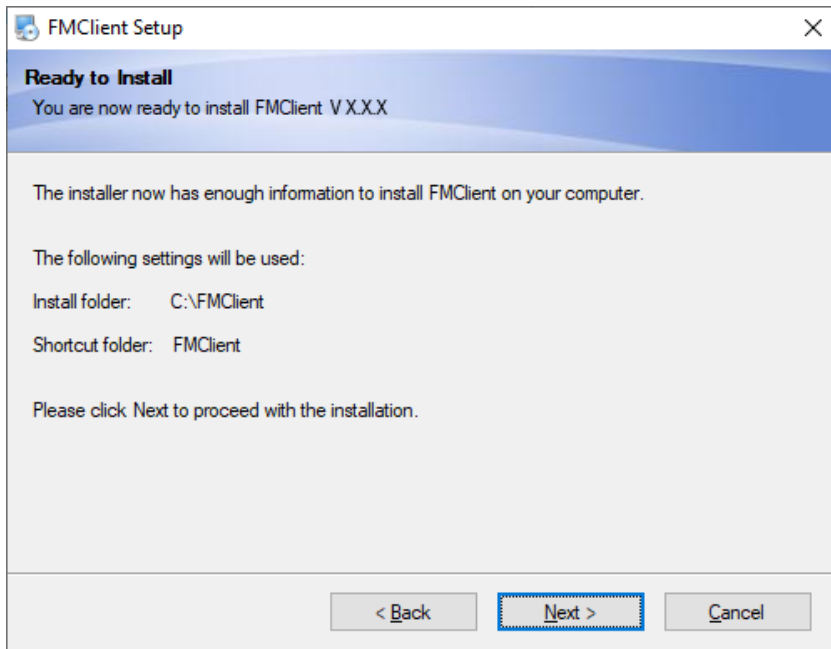 FMClient Setup
Ready to Install
You are now ready to install FMClient V X.X.X
The installer now has enough information to install FMClient on your computer.
The following settings will be used:
Install folder: C:\FMClient
Shortcut folder: FMClient
Please click Next to proceed with the installation.
< Back Next > Cancel